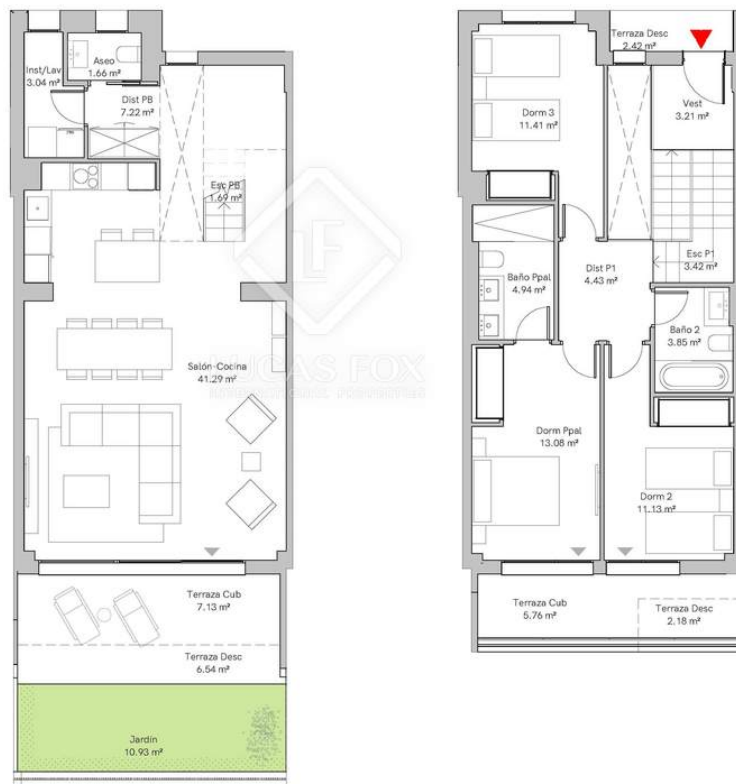 Inst/Lav
3.04 m²
Aseo
1.66 m²
Dist PB
7.22 m²
Esc PB
1.69 m²
Salón-Cocina
41.29 m²
Terraza Cub
7.13 m²
Terraza Desc
6.54 m²
Jardín
10.93 m²
LF
LUCAS FOX
INTERNATIONAL PROPERTIES
Terraza Desc
2.42 m²
Vest
3.21 m²
Dorm 3
11.41 m²
Esc P1
3.42 m²
Dist P1
4.43 m²
Baño Ppal
4.94 m²
Baño 2
3.85 m²
Dorm Ppal
13.08 m²
Dorm 2
11.13 m²
Terraza Cub
5.76 m²
Terraza Desc
2.18 m²